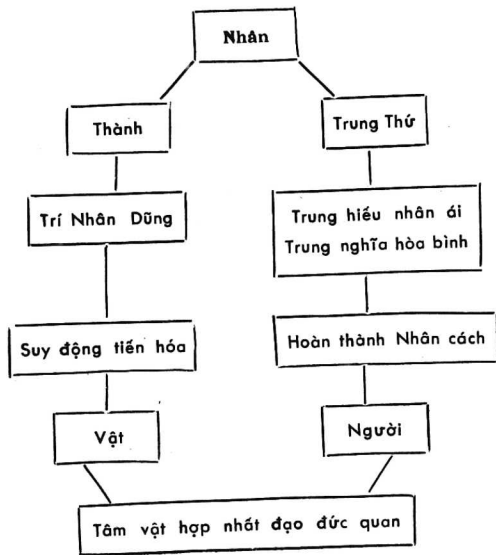 Nhân
Thành
Trung Thứ
Trí Nhân Dũng
Trung hiếu nhân ái
Trung nghĩa hòa bình
Suy động tiến hóa
Hoàn thành Nhân cách
Vật
Người
Tâm vật hợp nhất đạo đức quan